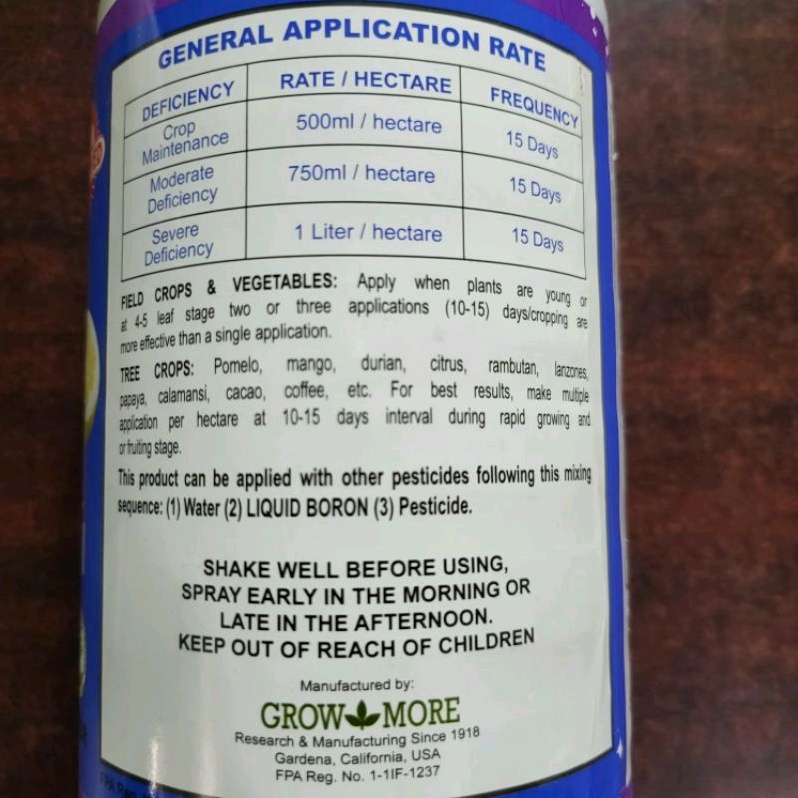 GENERAL APPLICATION RATE
DEFICIENCY RATE / HECTARE FREQUENCY
Crop Maintenance 500ml / hectare 15 Days
Moderate Deficiency 750ml / hectare 15 Days
Severe Deficiency 1 Liter / hectare 15 Days
FIELD CROPS & VEGETABLES: Apply when plants are young or
at 4-5 leaf stage two or three applications (10-15) days/cropping are
more effective than a single application.
TREE CROPS: Pomelo, mango, durian, citrus, rambutan, lanzones,
papaya, calamansi, cacao, coffee, etc. For best results, make multiple
application per hectare at 10-15 days interval during rapid growing and
or fruiting stage.
This product can be applied with other pesticides following this mixing
sequence: (1) Water (2) LIQUID BORON (3) Pesticide.
SHAKE WELL BEFORE USING,
SPRAY EARLY IN THE MORNING OR
LATE IN THE AFTERNOON.
KEEP OUT OF REACH OF CHILDREN
Manufactured by:
GROW MORE
Research & Manufacturing Since 1918
Gardena, California, USA
FPA Reg. No. 1-1IF-1237